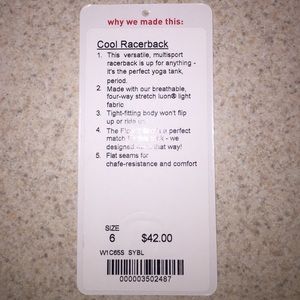 why we made this:
Cool Racerback
1. This versatile, multisport
racerback is up for anything -
it's the perfect yoga tank,
period.
2. Made with our breathable,
four-way stretch luon® light
fabric
3. Tight-fitting body won't flip
up or ride up
4. The perfect
match - we
designed that way!
5. Flat seams for
chafe-resistance and comfort
SIZE
6 $42.00
W1C65S SYBL
000003502487